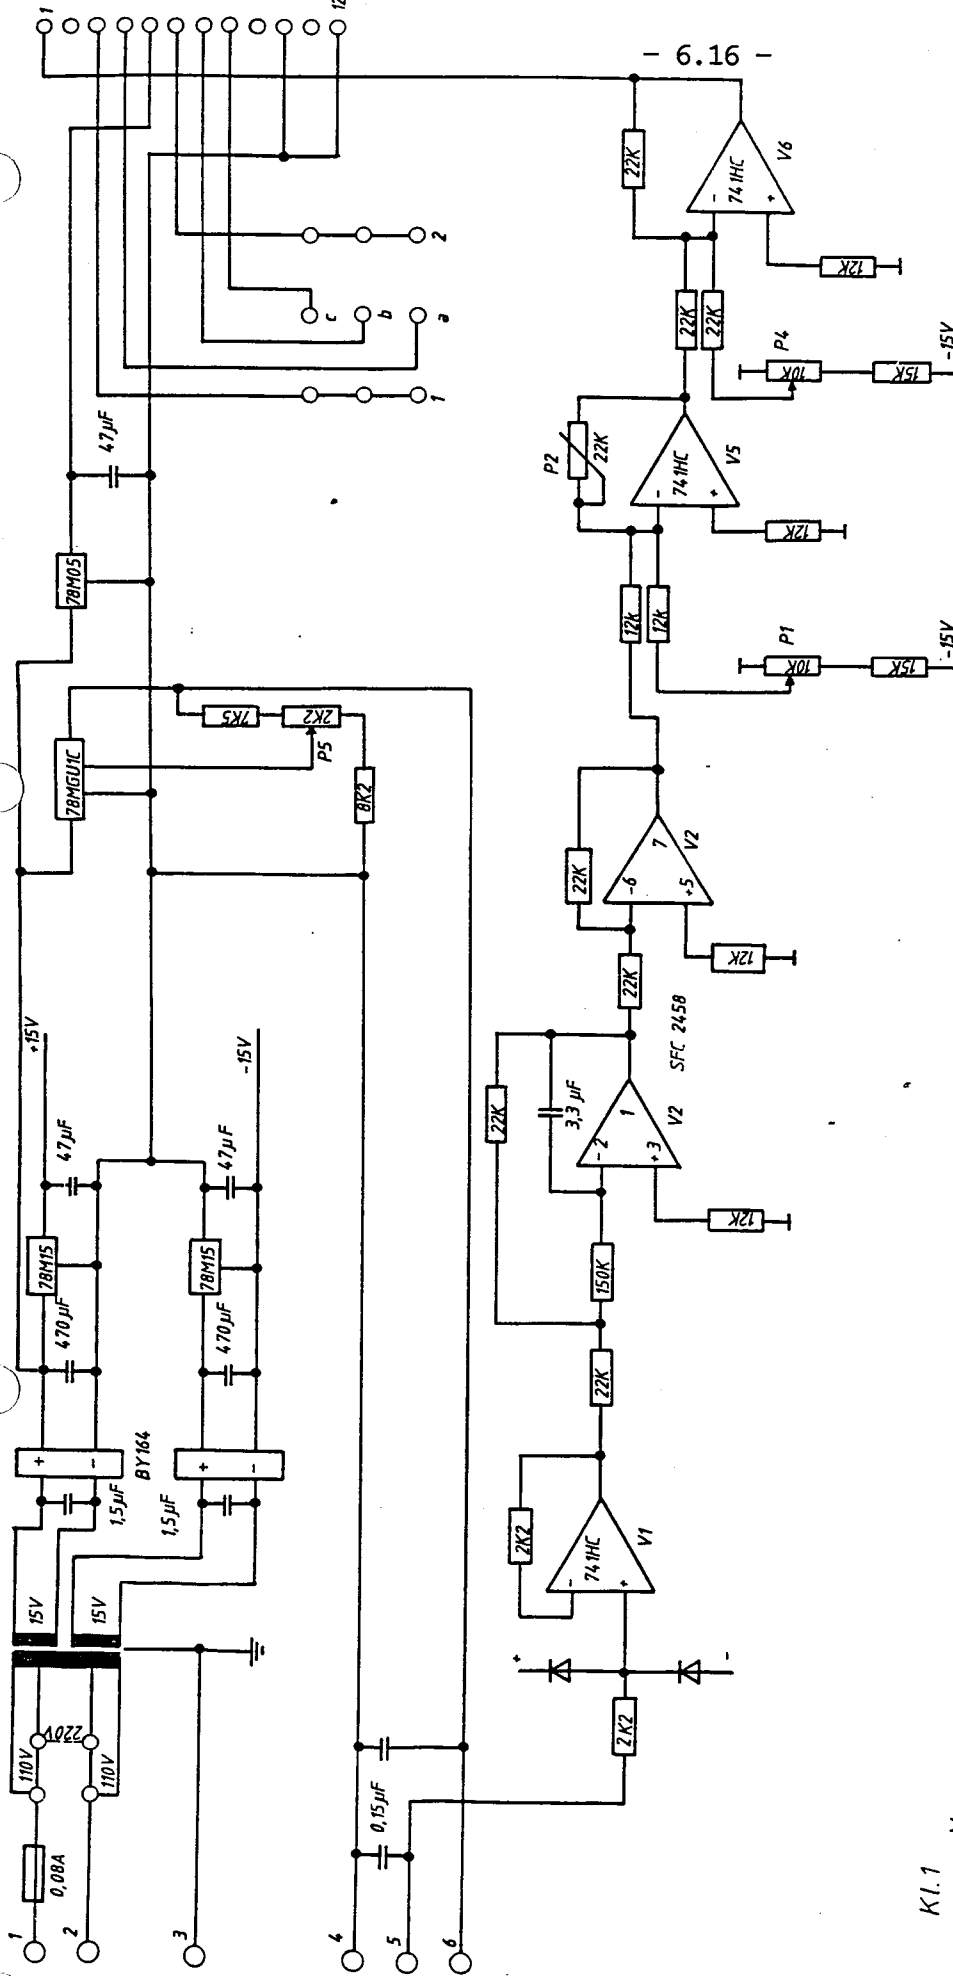 - 6.16 -
1
12
47µF
78M05
78MGU1C
7K5
2K2
P5
8K2
2
c
b
a
1
+15V
47µF
78M15
470µF
BY164
+
-
1,5µF
15V
-15V
47µF
78M15
470µF
+
-
1,5µF
15V
110V
220V
110V
0,08A
1
2
3
4
5
6
0,15µF
2K2
+
-
2K2
741HC
-
+
V1
22K
150K
22K
3,3 µF
-2
1
+3
V2
12K
SFC 2458
22K
22K
-6
7
+5
V2
12K
12K
12K
P1
10K
15K
-15V
P2
22K
741HC
-
+
V5
12K
22K
22K
P4
10K
15K
-15V
22K
741HC
-
+
V6
12K
Kl.1